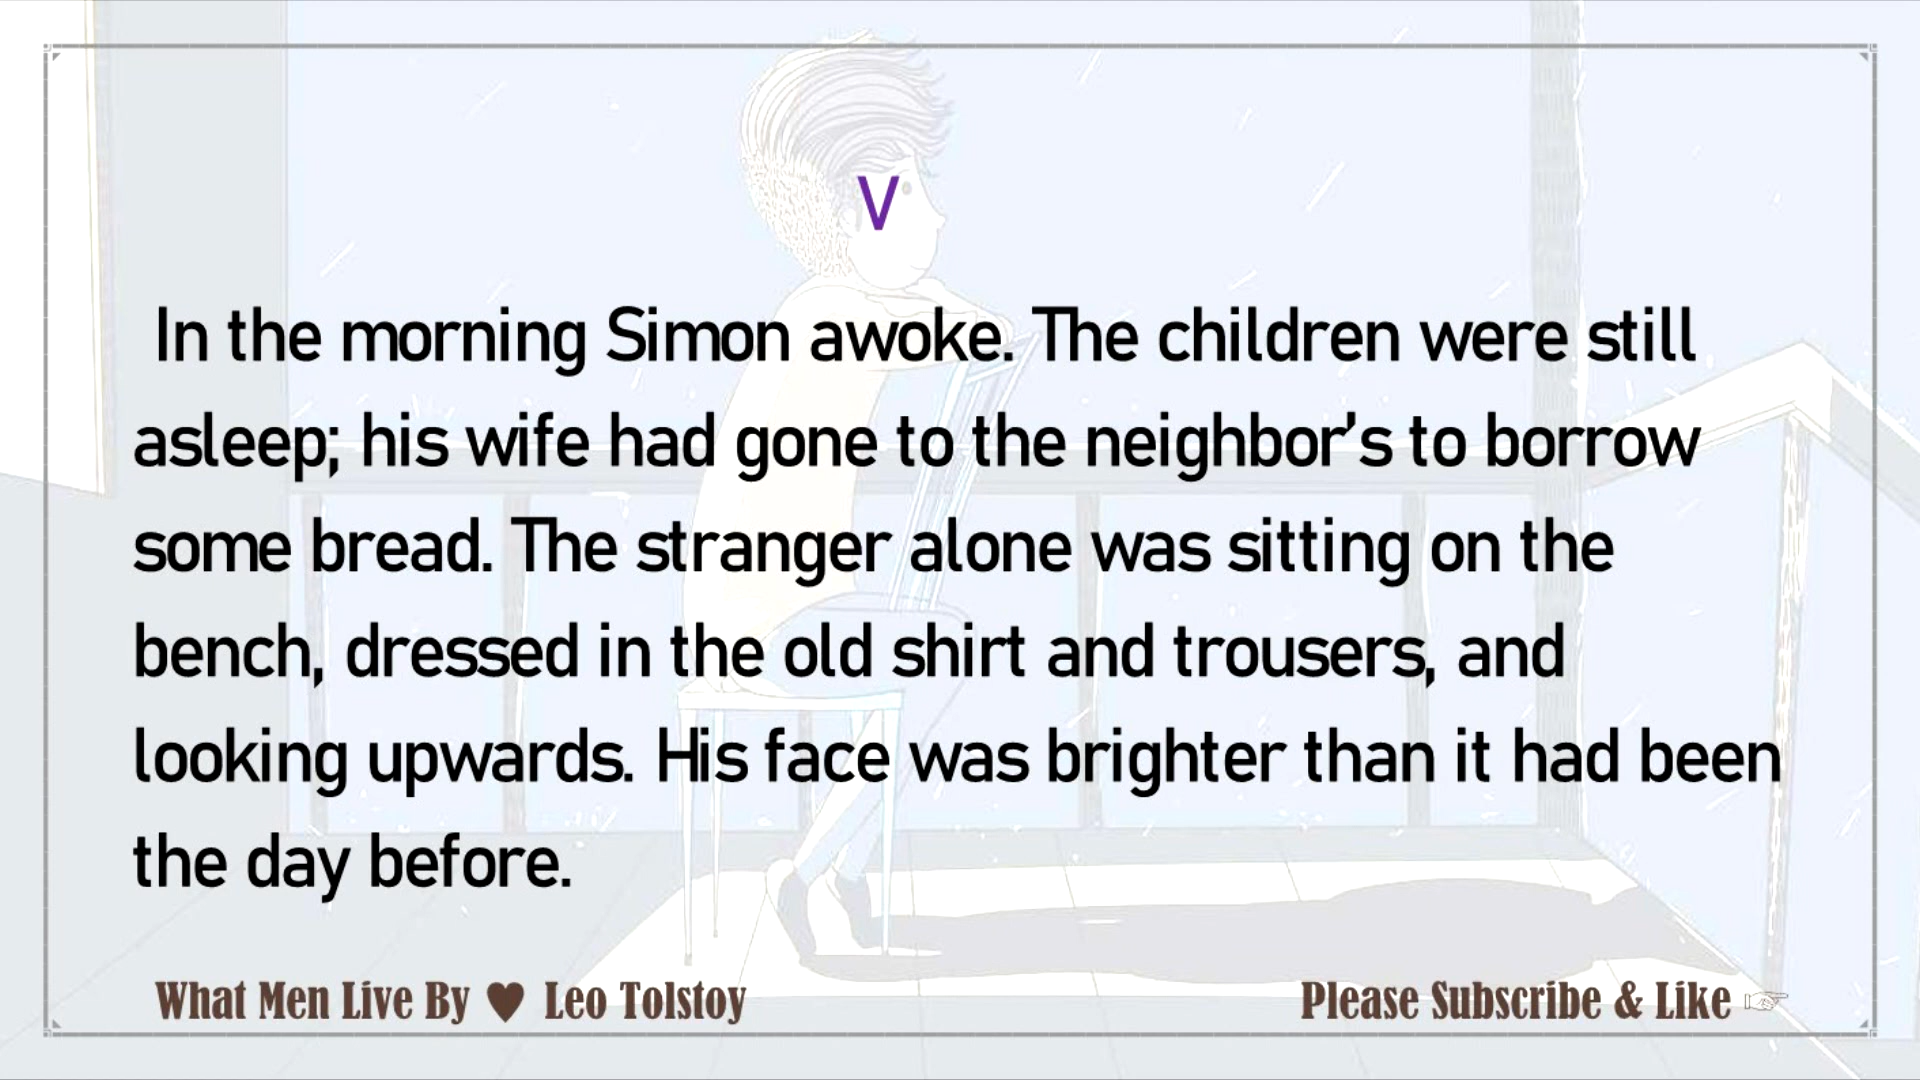 V
In the morning Simon awoke. The children were still
asleep; his wife had gone to the neighbor’s to borrow
some bread. The stranger alone was sitting on the
bench, dressed in the old shirt and trousers, and
looking upwards. His face was brighter than it had been
the day before.
What Men Live By ♥ Leo Tolstoy
Please Subscribe & Like ☞